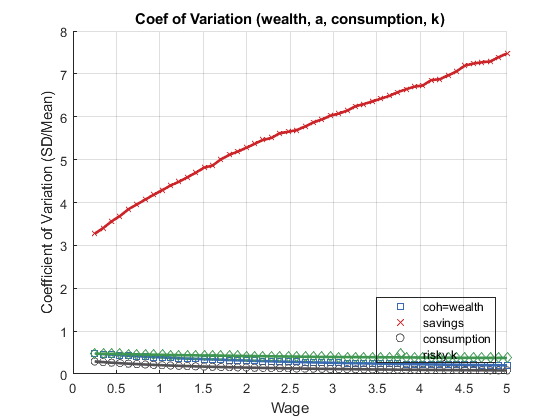 Coef of Variation (wealth, a, consumption, k)
8
7
6
5
4
3
2
1
0
Coefficient of Variation (SD/Mean)
coh=wealth
savings
consumption
risky k
0 0.5 1 1.5 2 2.5 3 3.5 4 4.5 5
Wage